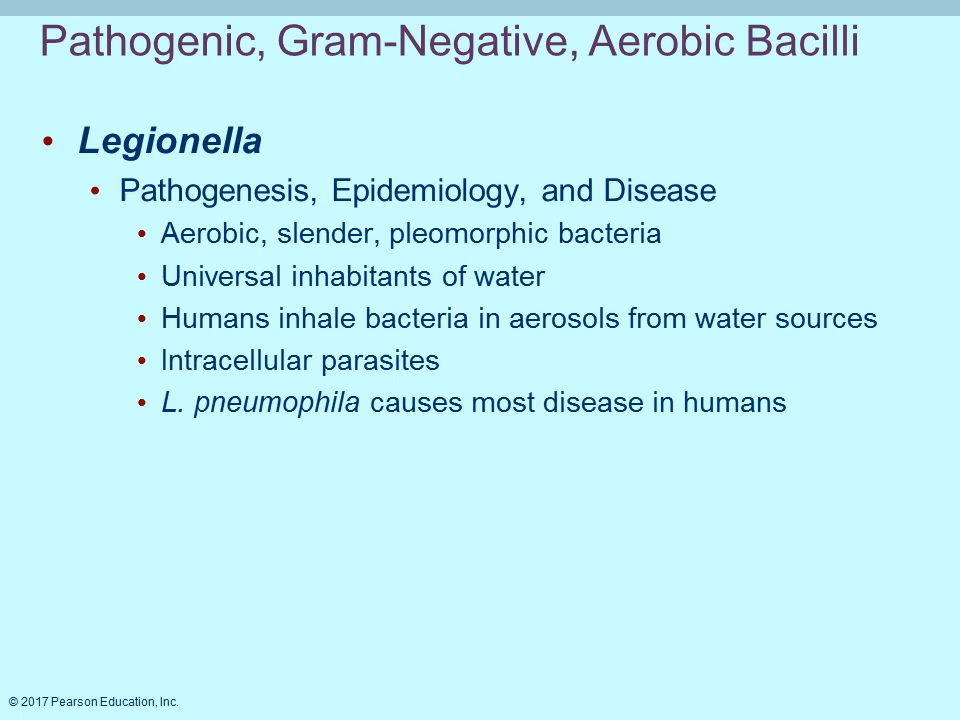 Pathogenic, Gram-Negative, Aerobic Bacilli
• Legionella
• Pathogenesis, Epidemiology, and Disease
• Aerobic, slender, pleomorphic bacteria
• Universal inhabitants of water
• Humans inhale bacteria in aerosols from water sources
• Intracellular parasites
• L. pneumophila causes most disease in humans
© 2017 Pearson Education, Inc.